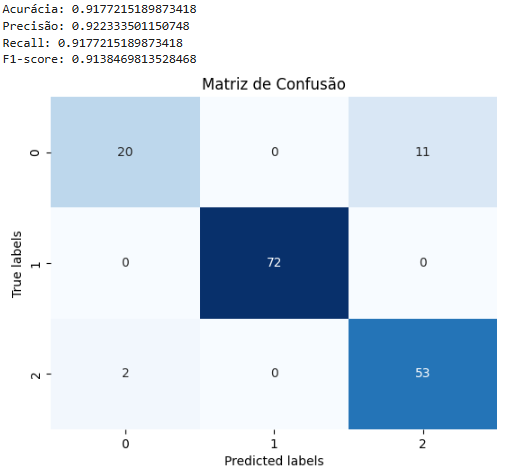 Acurácia: 0.9177215189873418
Precisão: 0.922333501150748
Recall: 0.9177215189873418
F1-score: 0.9138469813528468
Matriz de Confusão
True labels
0
20 0 11
1
0 72 0
2
2 0 53
0 1 2
Predicted labels